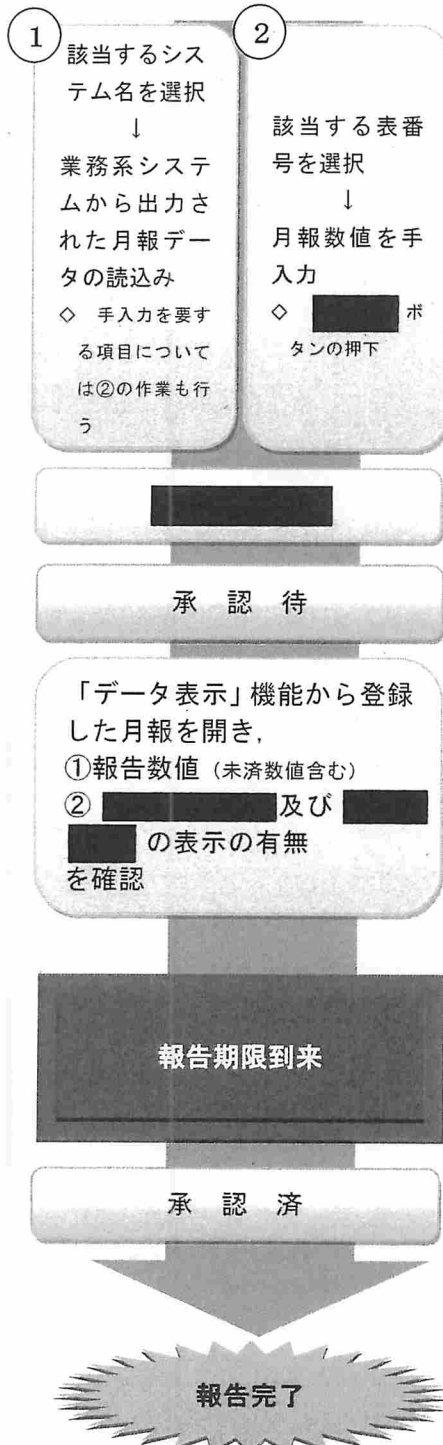 ①
該当するシス
テム名を選択
↓
業務系システ
ムから出力さ
れた月報デー
タの読込み
◇ 手入力を要す
る項目について
は②の作業も行
う
②
該当する表番
号を選択
↓
月報数値を手
入力
◇ ボ
タンの押下
承認待
「データ表示」機能から登録
した月報を開き,
①報告数値(未済数値含む)
② 及び
の表示の有無
を確認
報告期限到来
承認済
報告完了